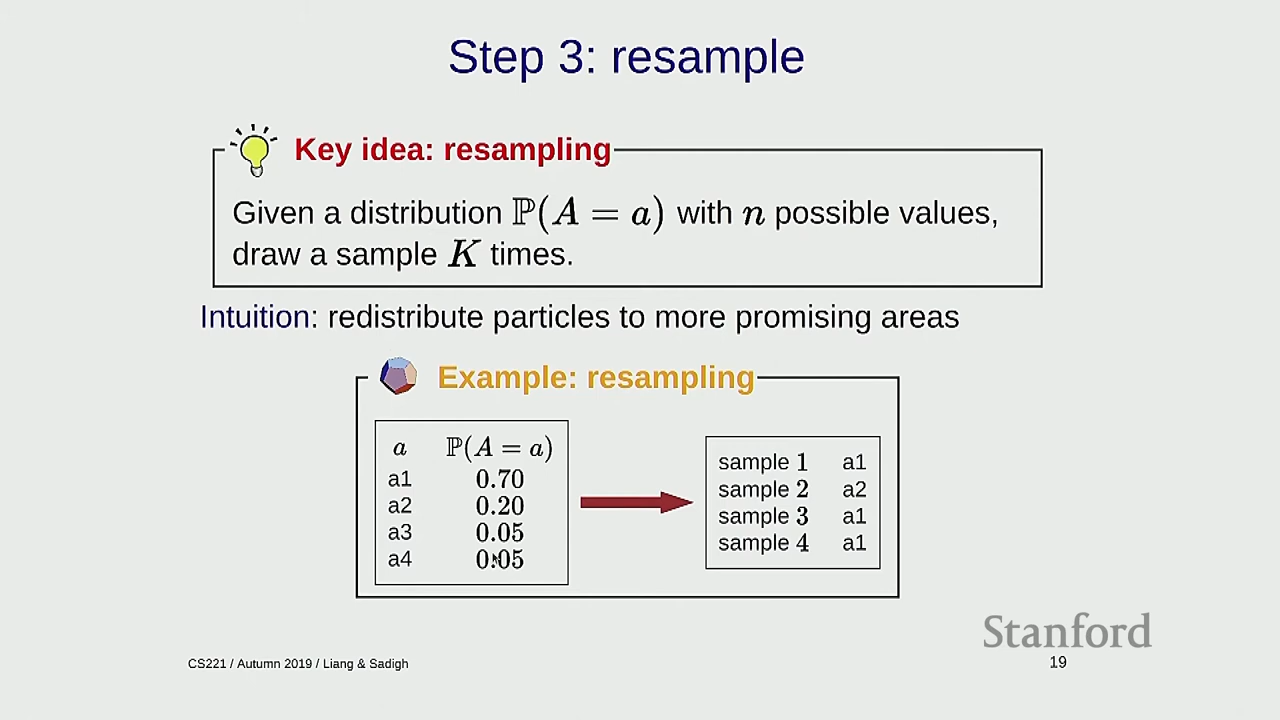 Step 3: resample
Key idea: resampling
Given a distribution ℙ(A = a) with n possible values,
draw a sample K times.
Intuition: redistribute particles to more promising areas
Example: resampling
a ℙ(A = a)
a1 0.70
a2 0.20
a3 0.05
a4 0.05
sample 1 a1
sample 2 a2
sample 3 a1
sample 4 a1
Stanford
CS221 / Autumn 2019 / Liang & Sadigh
19